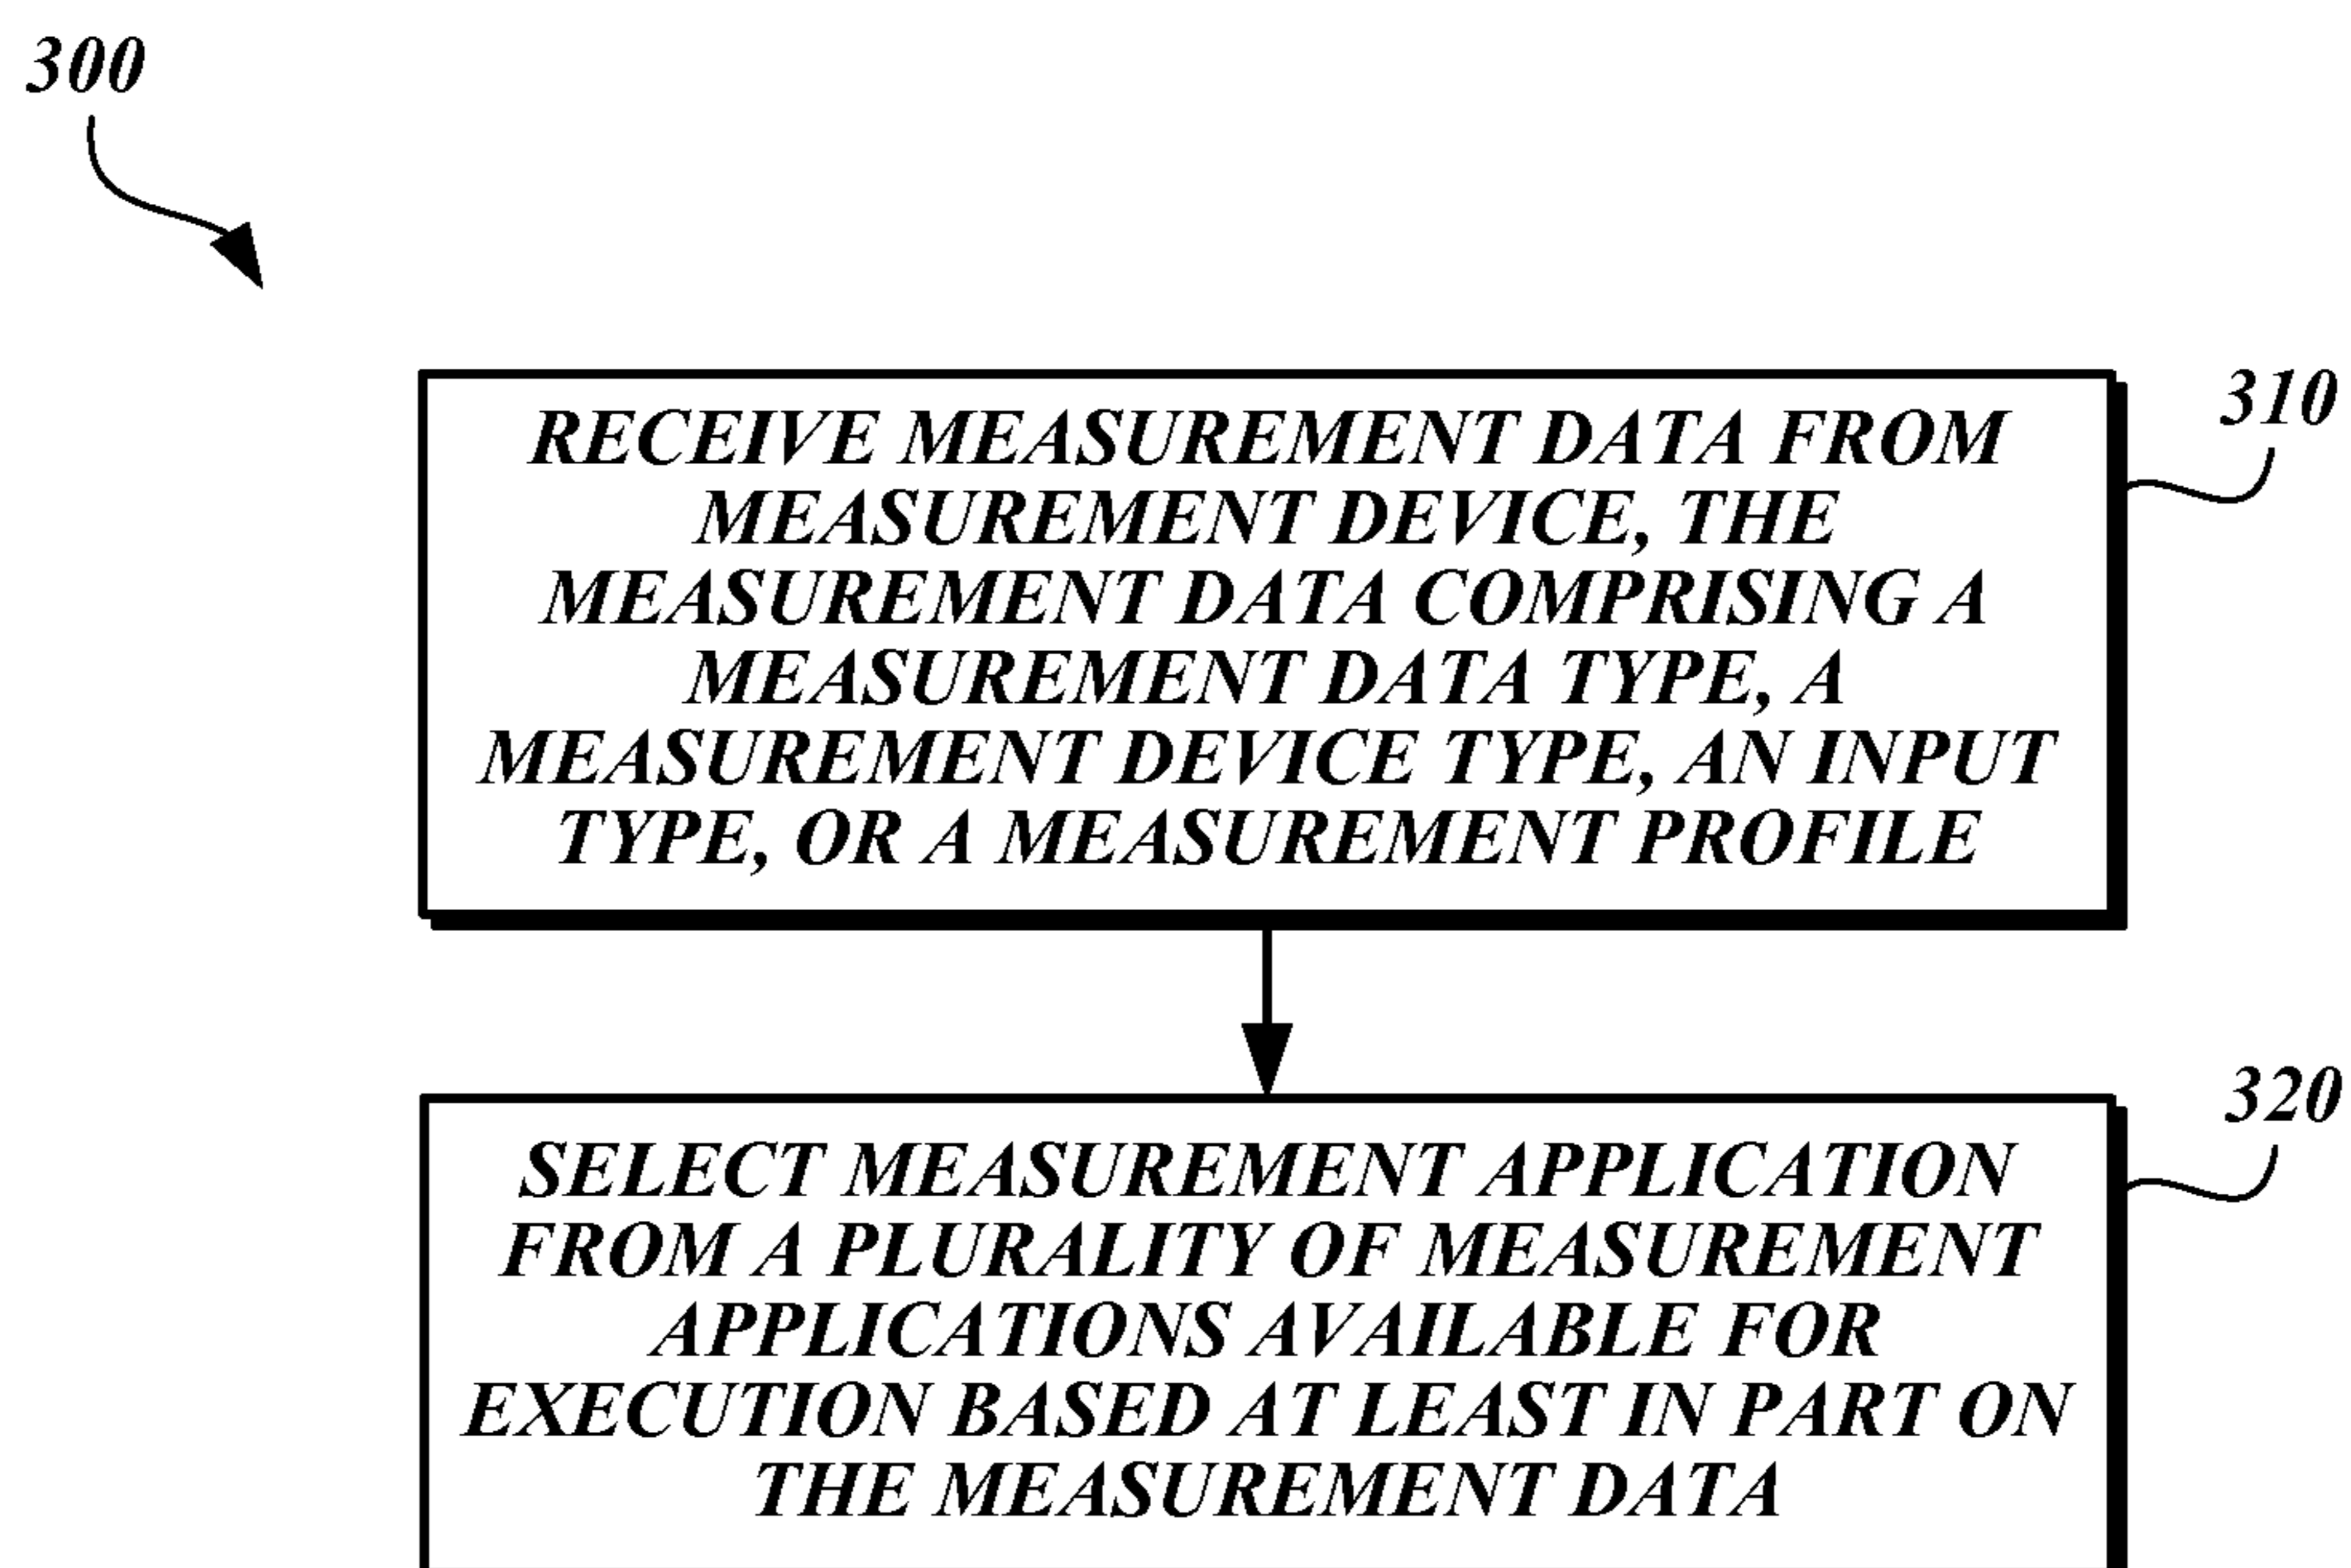 300
310
RECEIVE MEASUREMENT DATA FROM
MEASUREMENT DEVICE, THE
MEASUREMENT DATA COMPRISING A
MEASUREMENT DATA TYPE, A
MEASUREMENT DEVICE TYPE, AN INPUT
TYPE, OR A MEASUREMENT PROFILE
320
SELECT MEASUREMENT APPLICATION
FROM A PLURALITY OF MEASUREMENT
APPLICATIONS AVAILABLE FOR
EXECUTION BASED AT LEAST IN PART ON
THE MEASUREMENT DATA